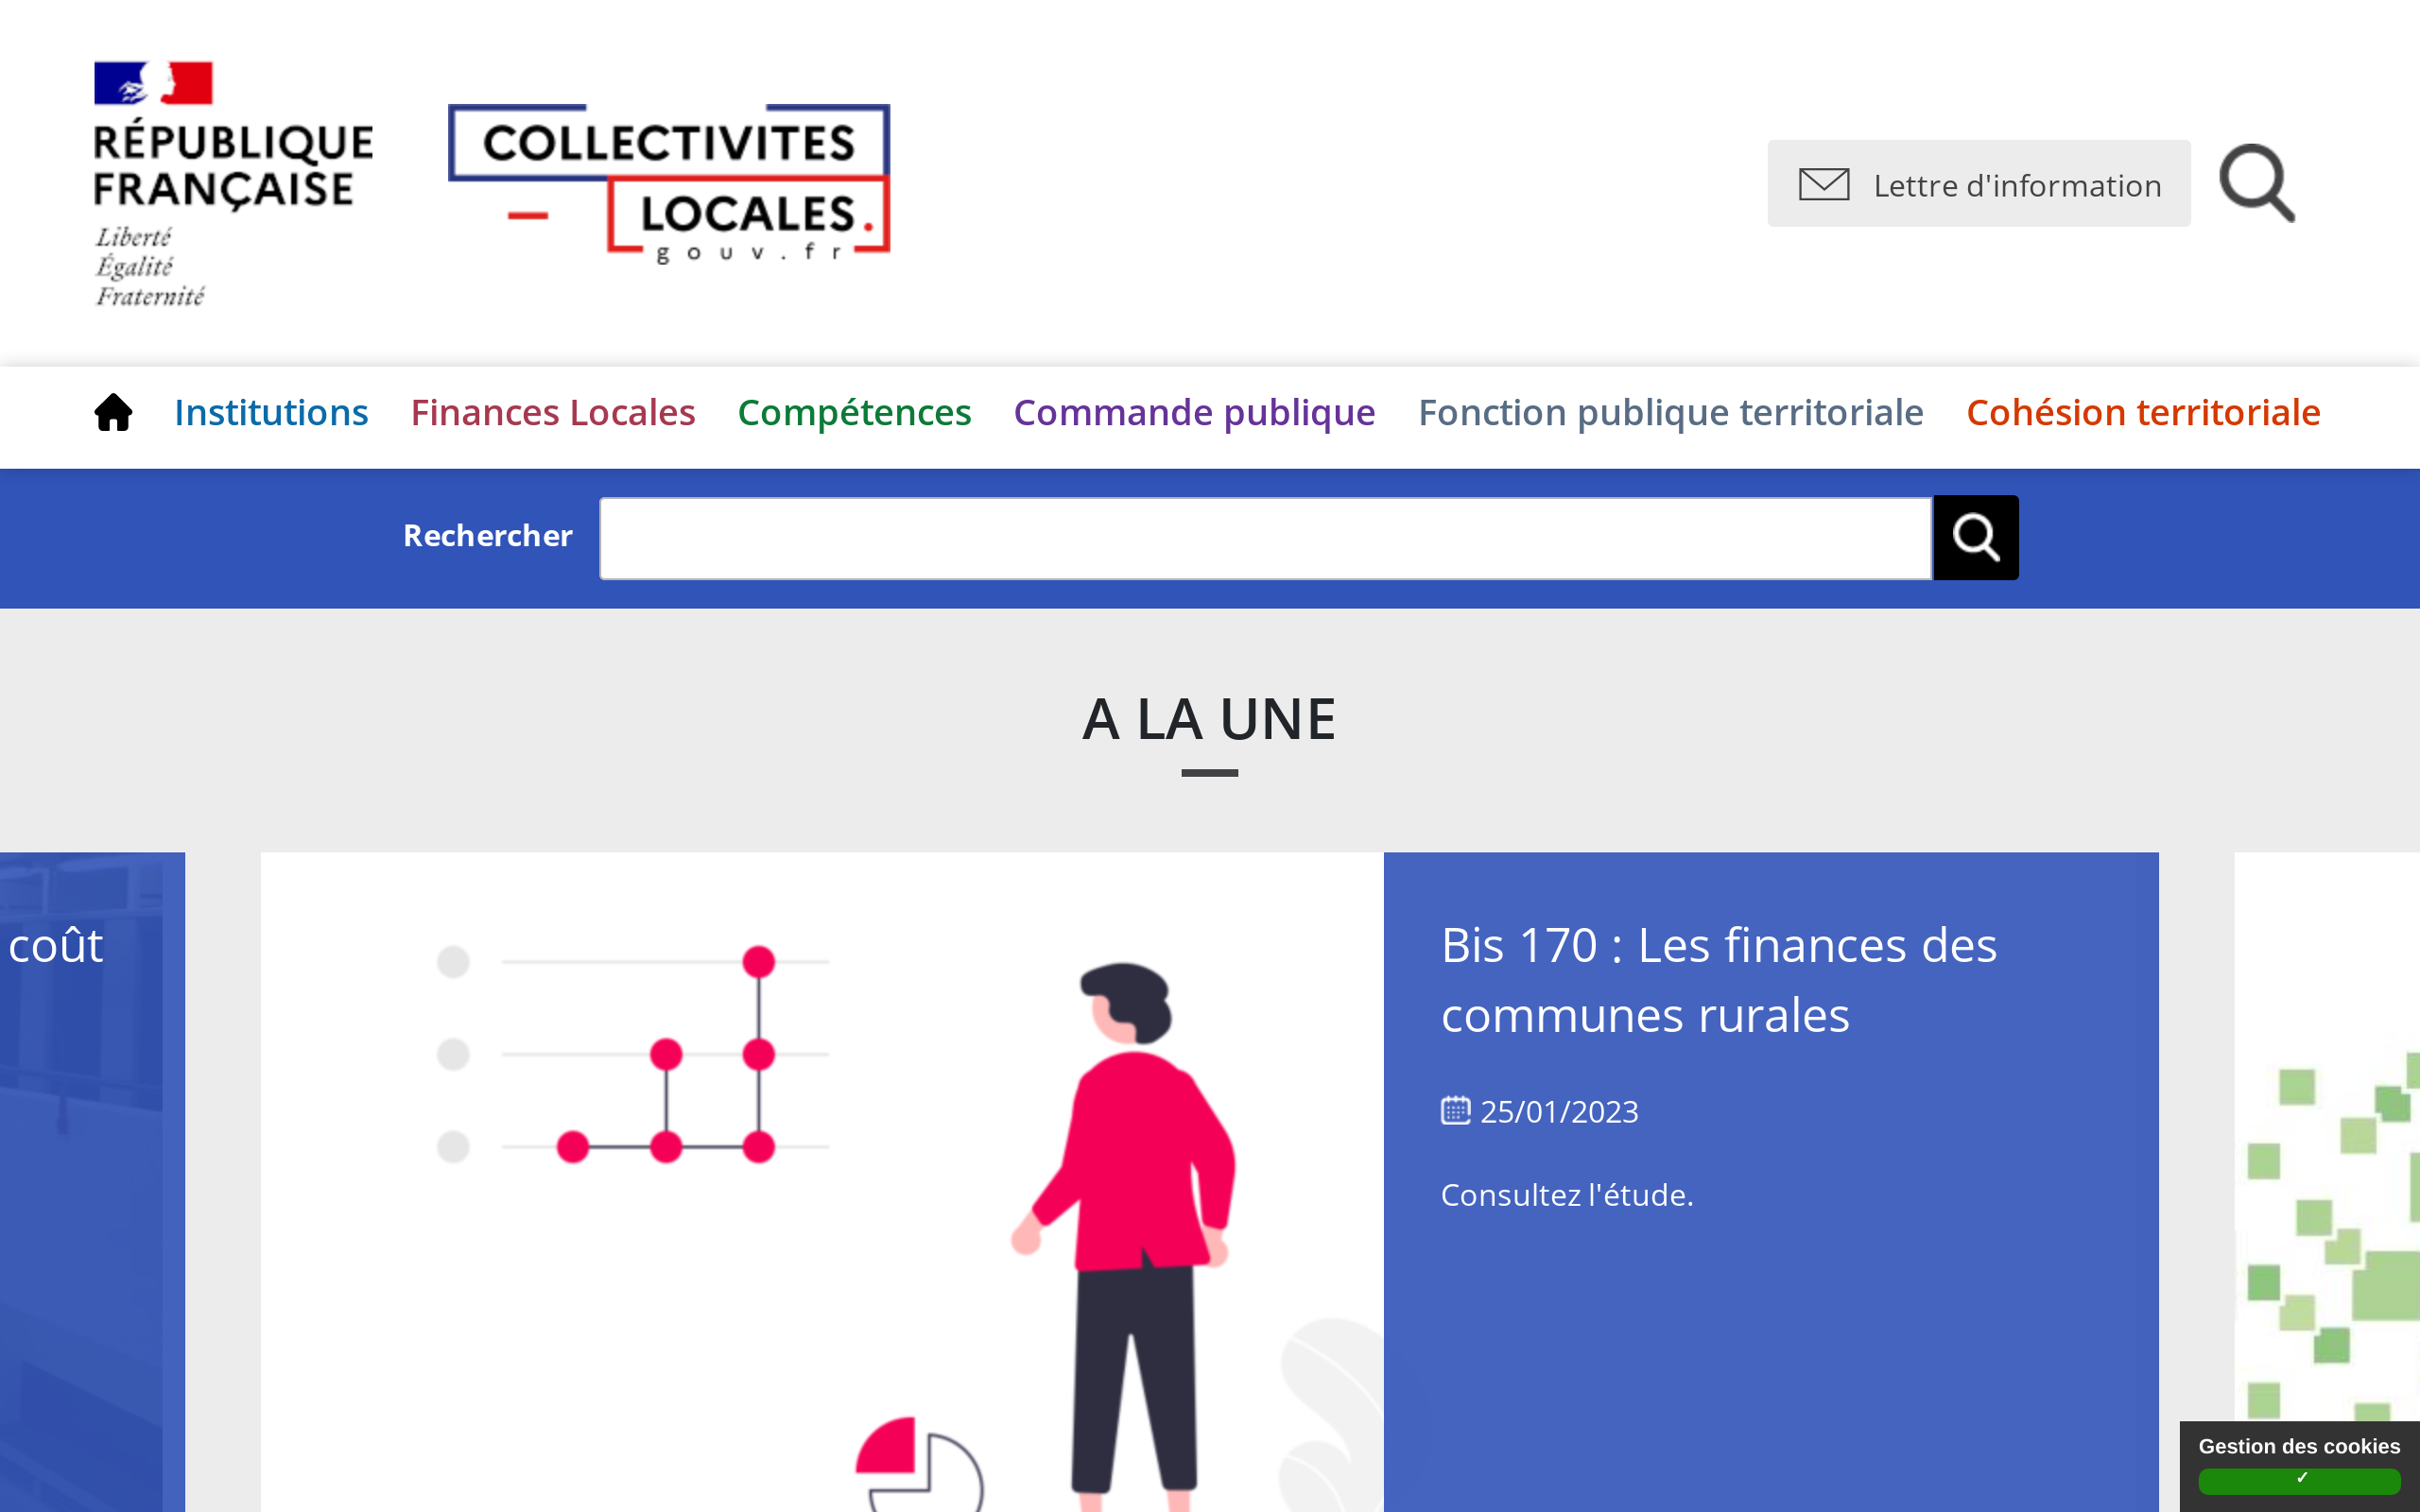 RÉPUBLIQUE
FRANÇAISE
Liberté
Égalité
Fraternité
COLLECTIVITES
LOCALES.
gouv.fr
Lettre d'information
Institutions
Finances Locales
Compétences
Commande publique
Fonction publique territoriale
Cohésion territoriale
Rechercher
A LA UNE
coût
Bis 170 : Les finances des
communes rurales
25/01/2023
Consultez l'étude.
Gestion des cookies
✓